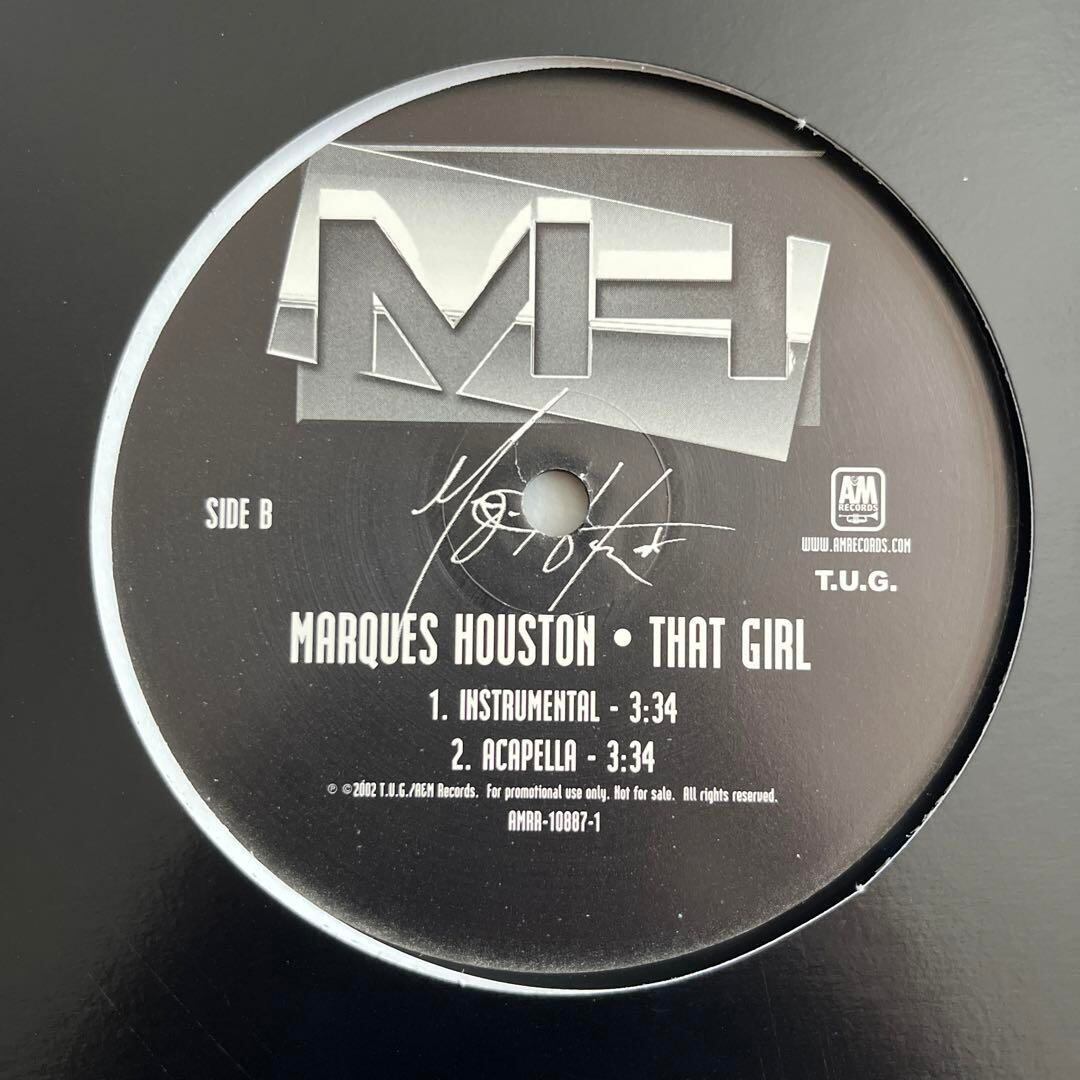 MH
SIDE B
A&M
RECORDS
WWW.AMRECORDS.COM
T.U.G.
MARQUES HOUSTON • THAT GIRL
1. INSTRUMENTAL - 3:34
2. ACAPELLA - 3:34
℗ ©2002 T.U.G./A&M Records. For promotional use only. Not for sale. All rights reserved.
AMRR-10887-1